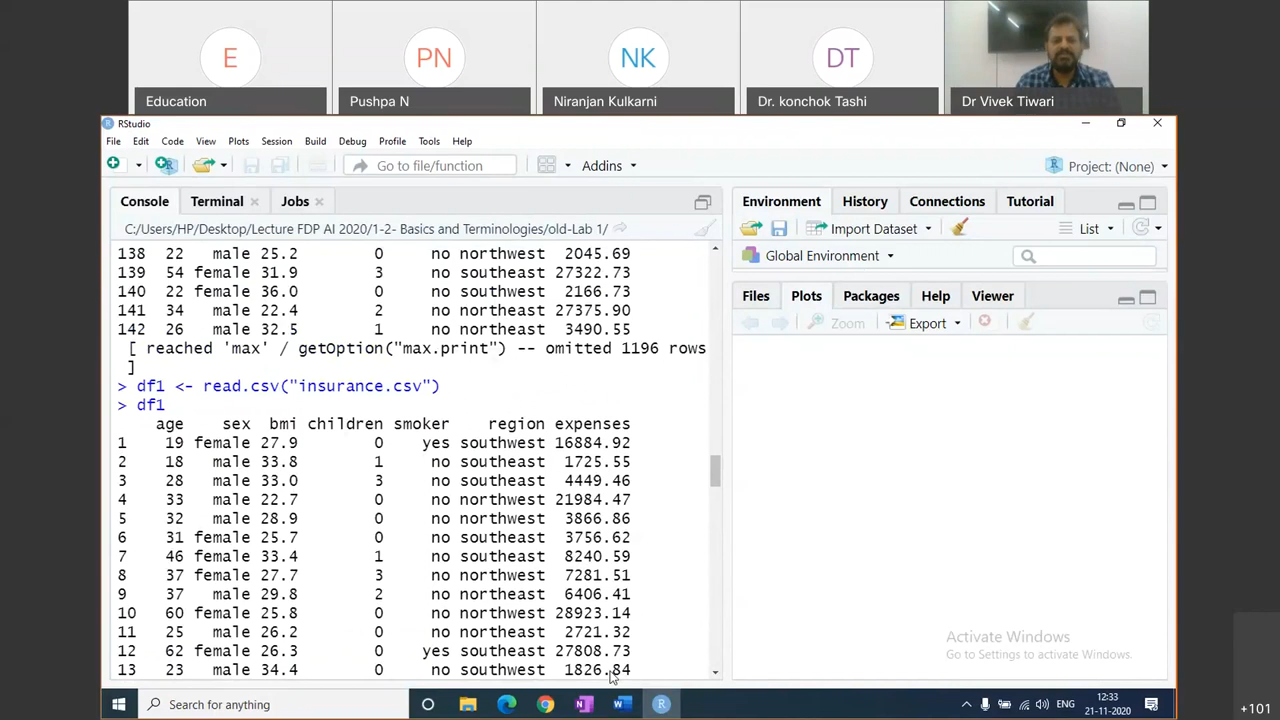 E
PN
NK
DT
Education
Pushpa N
Niranjan Kulkarni
Dr. konchok Tashi
Dr Vivek Tiwari
RStudio
File Edit Code View Plots Session Build Debug Profile Tools Help
Go to file/function
Addins
Project: (None)
Console Terminal Jobs
C:/Users/HP/Desktop/Lecture FDP AI 2020/1-2- Basics and Terminologies/old-Lab 1/
138 22 male 25.2 0 no northwest 2045.69
139 54 female 31.9 3 no southeast 27322.73
140 22 female 36.0 0 no southwest 2166.73
141 34 male 22.4 2 no northeast 27375.90
142 26 male 32.5 1 no northeast 3490.55
[ reached 'max' / getOption("max.print") -- omitted 1196 rows
]
> df1 <- read.csv("insurance.csv")
> df1
age sex bmi children smoker region expenses
1 19 female 27.9 0 yes southwest 16884.92
2 18 male 33.8 1 no southeast 1725.55
3 28 male 33.0 3 no southeast 4449.46
4 33 male 22.7 0 no northwest 21984.47
5 32 male 28.9 0 no northwest 3866.86
6 31 female 25.7 0 no southeast 3756.62
7 46 female 33.4 1 no southeast 8240.59
8 37 female 27.7 3 no northwest 7281.51
9 37 male 29.8 2 no northeast 6406.41
10 60 female 25.8 0 no northwest 28923.14
11 25 male 26.2 0 no northeast 2721.32
12 62 female 26.3 0 yes southeast 27808.73
13 23 male 34.4 0 no southwest 1826.84
Environment History Connections Tutorial
Import Dataset
List
Global Environment
Files Plots Packages Help Viewer
Zoom
Export
Activate Windows
Go to Settings to activate Windows.
Search for anything
ENG
12:33
21-11-2020
+101